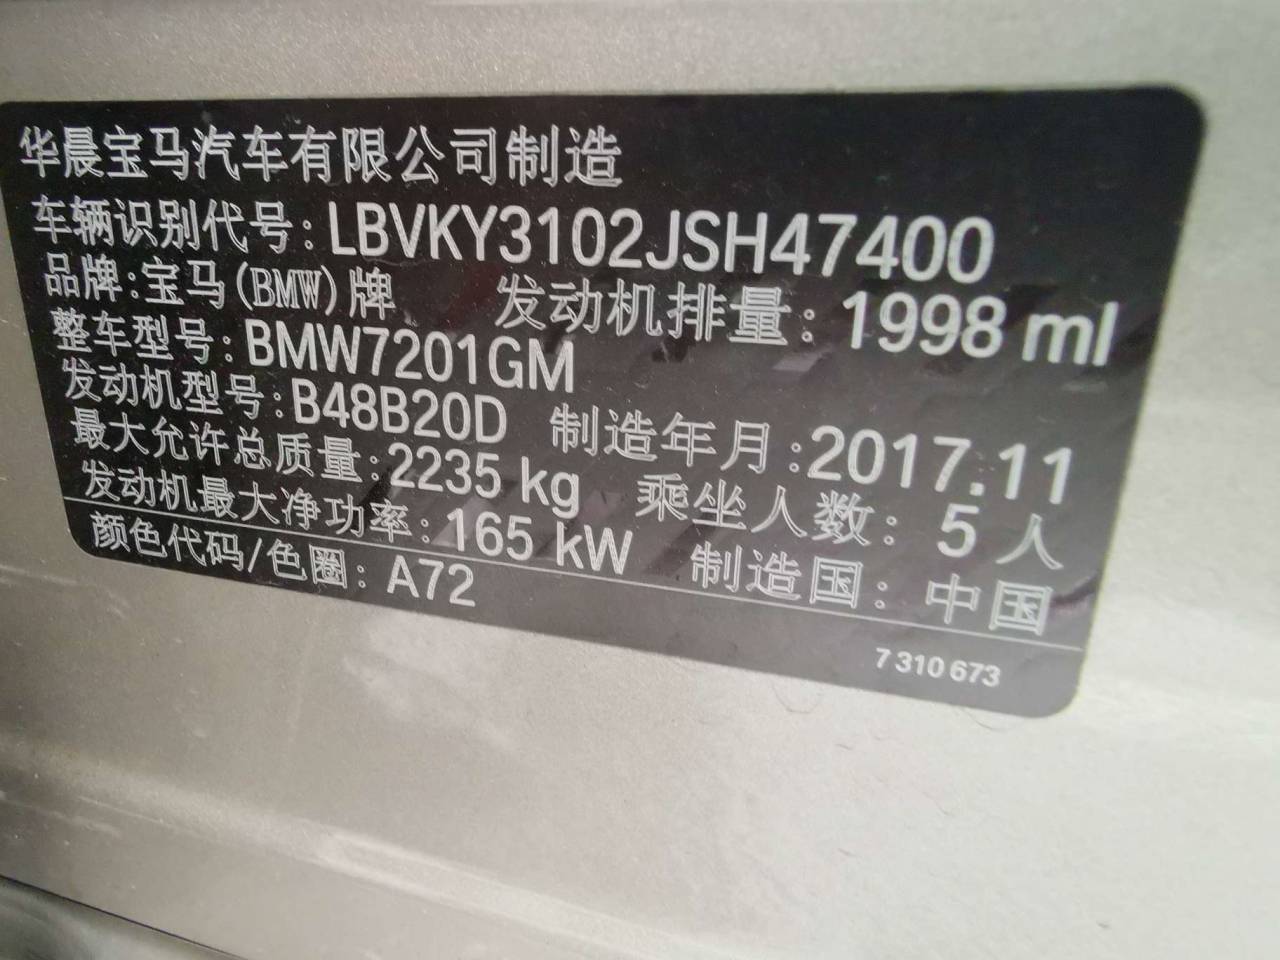 华晨宝马汽车有限公司制造
车辆识别代号: LBVKY3102JSH47400
品牌: 宝马(BMW)牌 发动机排量: 1998 ml
整车型号: BMW7201GM
发动机型号: B48B20D 制造年月: 2017.11
最大允许总质量: 2235 kg 乘坐人数: 5 人
发动机最大净功率: 165 kW 制造国: 中国
颜色代码/色圈: A72
7 310 673